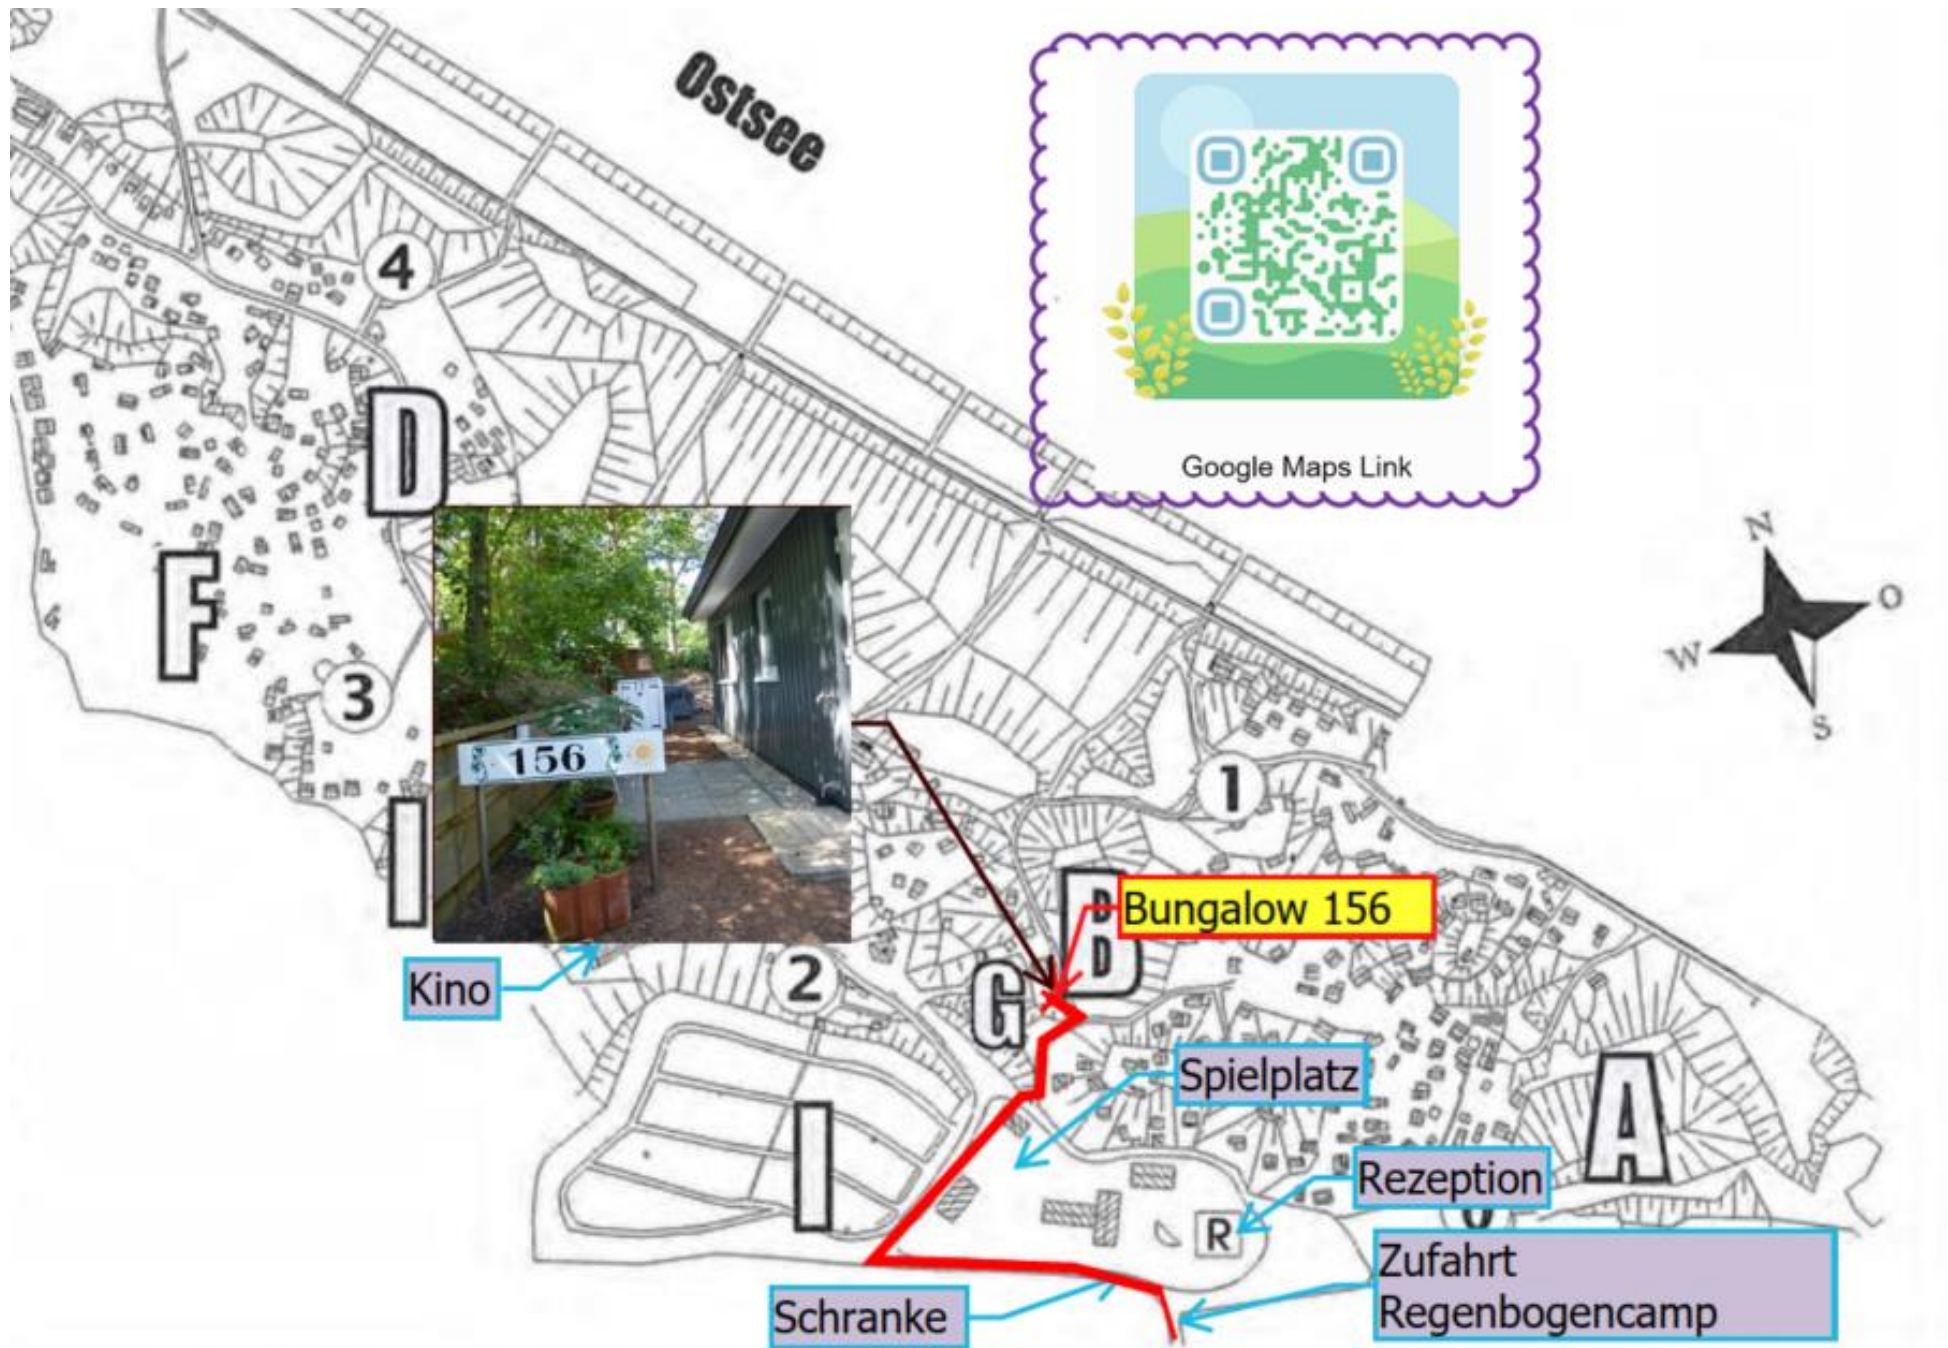 Ostsee
Google Maps Link
4
D
F
3
I
156
N
O
W
S
1
B
Bungalow 156
D
Kino
2
G
Spielplatz
I
A
Rezeption
R
Zufahrt
Regenbogencamp
Schranke